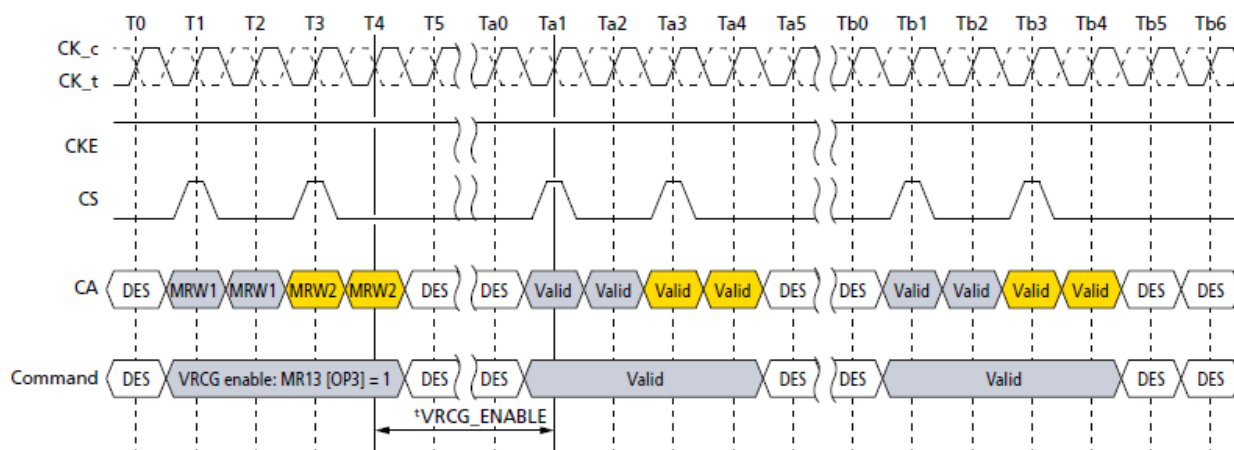 T0 T1 T2 T3 T4 T5 Ta0 Ta1 Ta2 Ta3 Ta4 Ta5 Tb0 Tb1 Tb2 Tb3 Tb4 Tb5 Tb6
CK_c
CK_t
CKE
CS
CA DES MRW1 MRW1 MRW2 MRW2 DES DES Valid Valid Valid Valid DES DES Valid Valid Valid Valid DES DES
Command DES VRCG enable: MR13 [OP3] = 1 DES DES Valid DES DES Valid DES DES
tVRCG_ENABLE